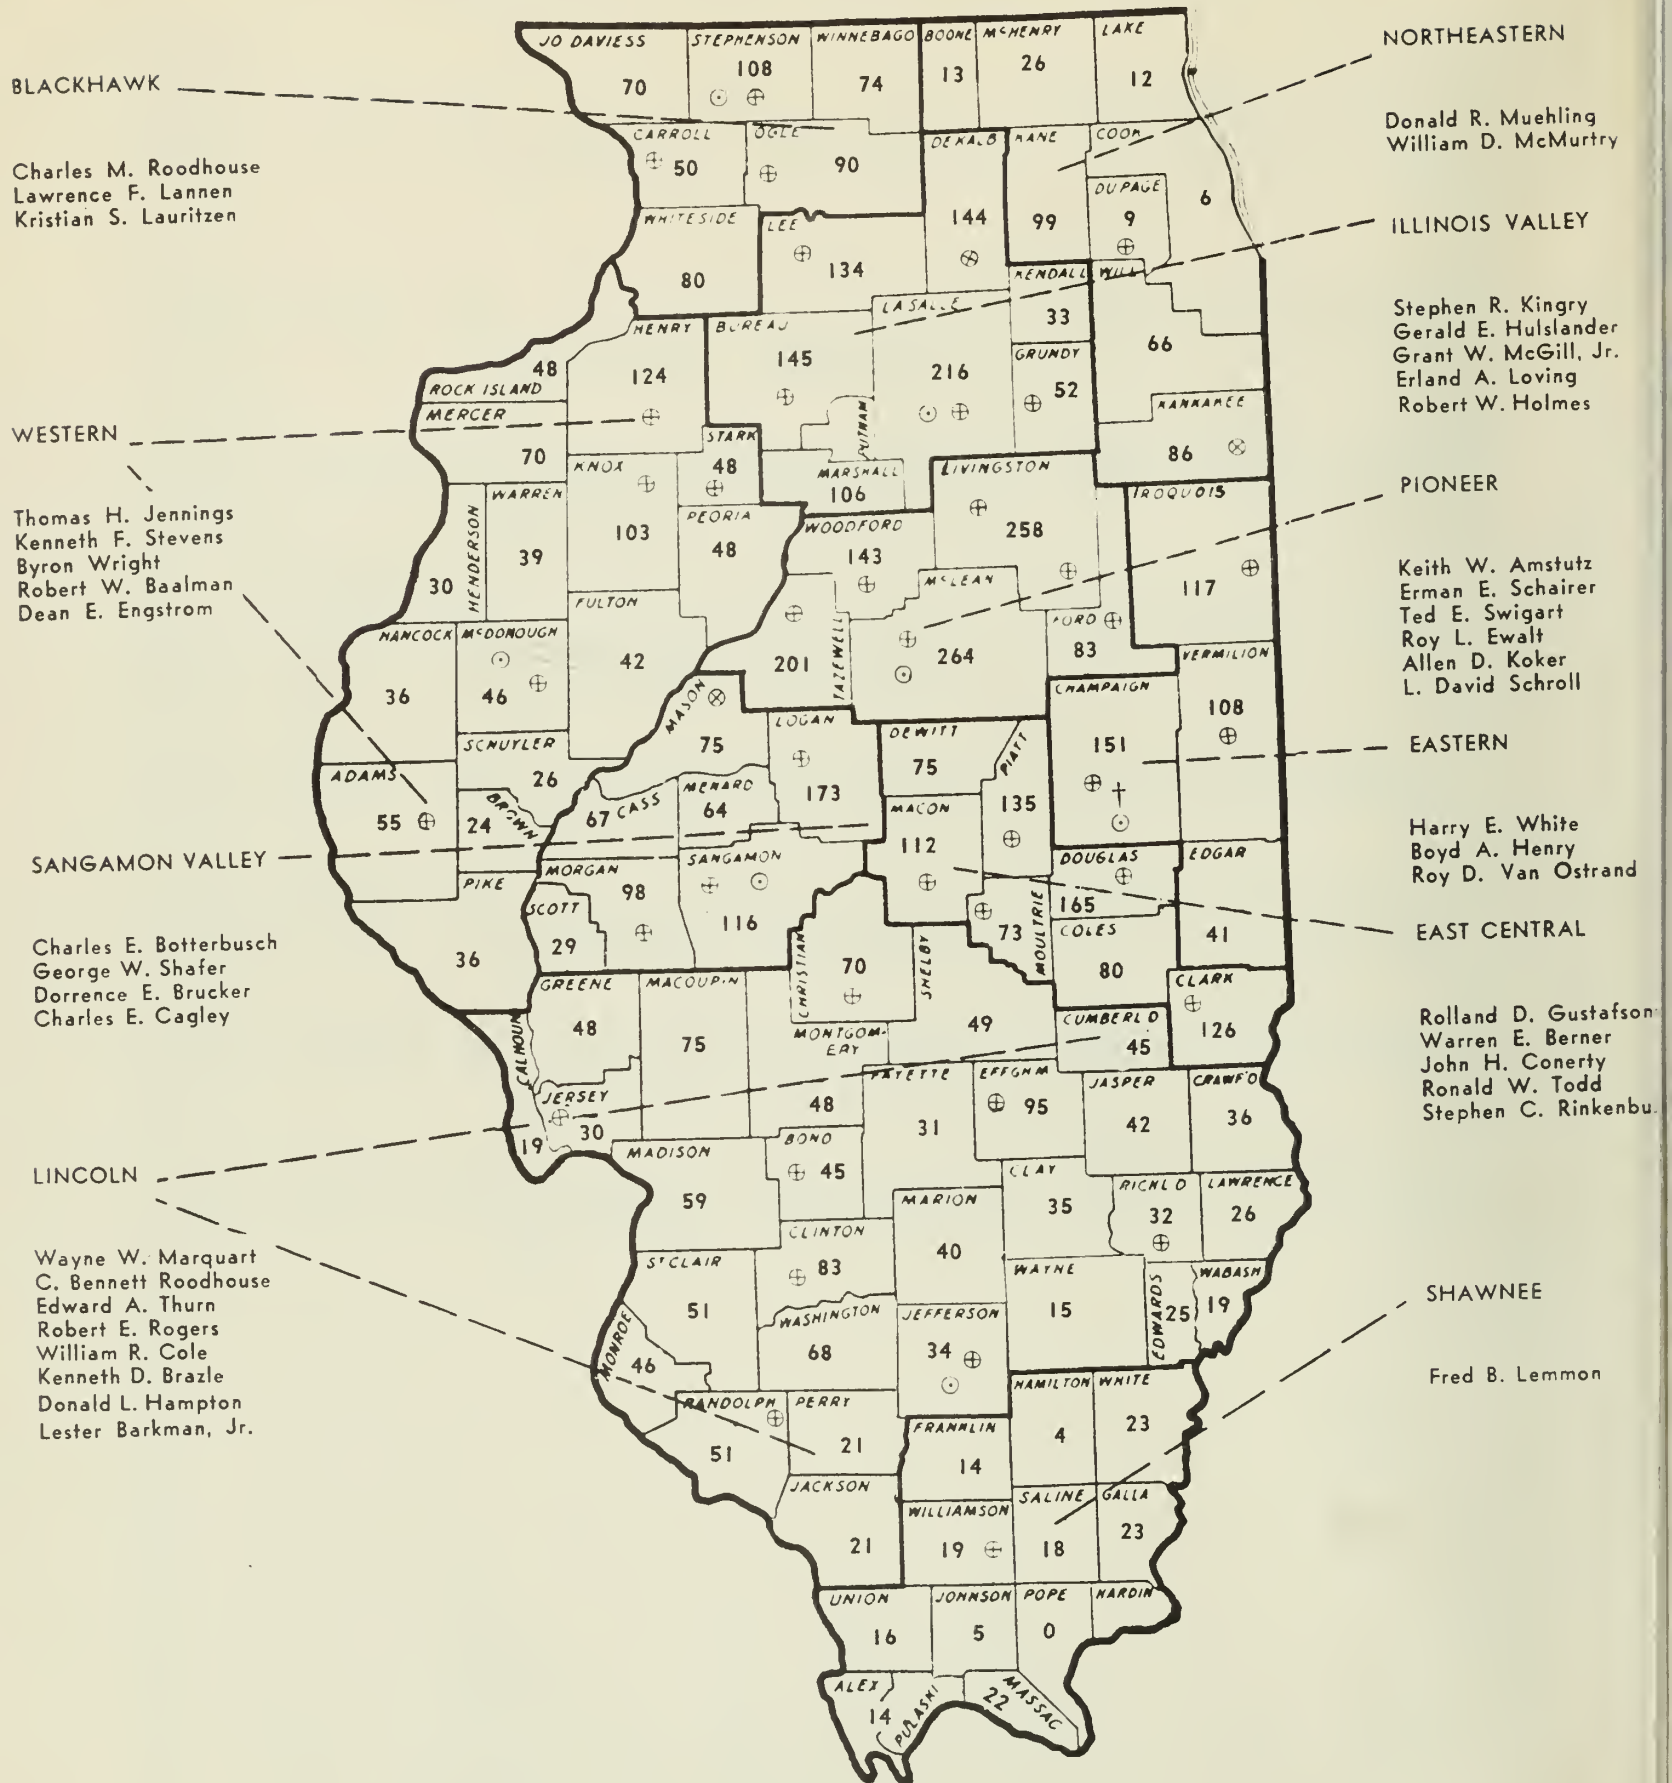 BLACKHAWK
Charles M. Roodhouse
Lawrence F. Lannen
Kristian S. Lauritzen
WESTERN
Thomas H. Jennings
Kenneth F. Stevens
Byron Wright
Robert W. Baalman
Dean E. Engstrom
SANGAMON VALLEY
Charles E. Botterbusch
George W. Shafer
Dorrence E. Brucker
Charles E. Cagley
LINCOLN
Wayne W. Marquart
C. Bennett Roodhouse
Edward A. Thurn
Robert E. Rogers
William R. Cole
Kenneth D. Brazle
Donald L. Hampton
Lester Barkman, Jr.
JO DAVIESS
70
STEPHENSON
108
WINNEBAGO
74
BOONE
13
McHENRY
26
LAKE
12
CARROLL
50
OGLE
90
DEKALB
144
KANE
99
COOK
6
DUPAGE
9
WHITESIDE
80
LEE
134
KENDALL
33
WILL
66
ROCK ISLAND
48
HENRY
124
BUREAU
145
LASALLE
216
GRUNDY
52
PUTNAM
KANKAKEE
86
MERCER
70
KNOX
103
STARK
48
MARSHALL
106
LIVINGSTON
258
IROQUOIS
117
HENDERSON
30
WARREN
39
PEORIA
48
WOODFORD
143
McLEAN
264
FORD
83
FULTON
42
TAZEWELL
201
VERMILION
108
HANCOCK
36
McDONOUGH
46
MASON
75
LOGAN
173
DEWITT
75
PIATT
135
CHAMPAIGN
151
SCHUYLER
26
ADAMS
55
BROWN
24
CASS
67
MENARD
64
MACON
112
DOUGLAS
165
EDGAR
41
PIKE
36
MORGAN
98
SCOTT
29
SANGAMON
116
CHRISTIAN
70
MOULTRIE
73
COLES
80
SHELBY
49
CLARK
126
GREENE
48
MACOUPIN
75
MONTGOM-
ERY
48
CUMBERLD
45
CALHOUN
19
JERSEY
30
FAYETTE
31
EFFGHM
95
JASPER
42
CRAWF'D
36
MADISON
59
BOND
45
CLAY
35
RICHLD
32
LAWRENCE
26
MARION
40
CLINTON
83
ST CLAIR
51
WAYNE
15
EDWARDS
25
WABASH
19
MONROE
46
WASHINGTON
68
JEFFERSON
34
RANDOLPH
51
PERRY
21
HAMILTON
4
WHITE
23
FRANKLIN
14
JACKSON
21
WILLIAMSON
19
SALINE
18
GALLA
23
UNION
16
JOHNSON
5
POPE
0
HARDIN
ALEX
14
PULASKI
MASSAC
22
NORTHEASTERN
Donald R. Muehling
William D. McMurtry
ILLINOIS VALLEY
Stephen R. Kingry
Gerald E. Hulslander
Grant W. McGill, Jr.
Erland A. Loving
Robert W. Holmes
PIONEER
Keith W. Amstutz
Erman E. Schairer
Ted E. Swigart
Roy L. Ewalt
Allen D. Koker
L. David Schroll
EASTERN
Harry E. White
Boyd A. Henry
Roy D. Van Ostrand
EAST CENTRAL
Rolland D. Gustafson
Warren E. Berner
John H. Conerty
Ronald W. Todd
Stephen C. Rinkenbu
SHAWNEE
Fred B. Lemmon